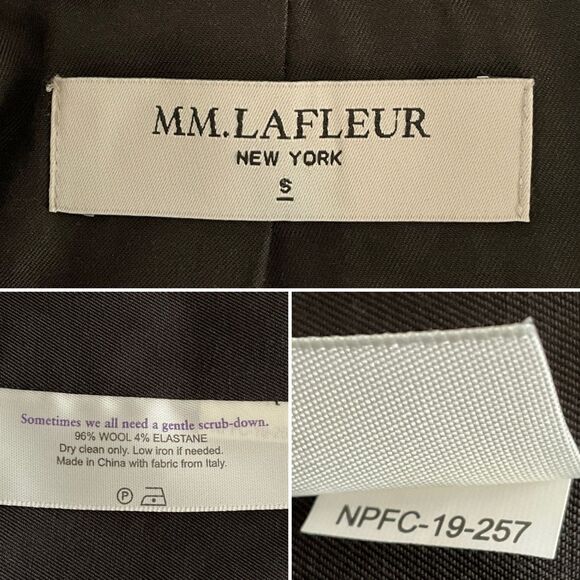 MM.LAFLEUR
NEW YORK
S
Sometimes we all need a gentle scrub-down.
96% WOOL 4% ELASTANE
Dry clean only. Low iron if needed.
Made in China with fabric from Italy.
P
NPFC-19-257